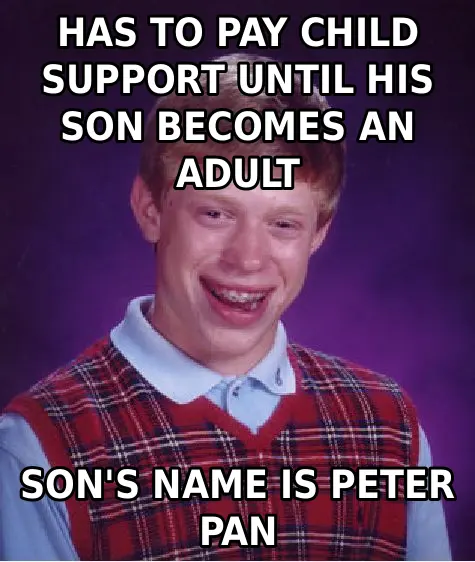 HAS TO PAY CHILD
SUPPORT UNTIL HIS
SON BECOMES AN
ADULT
SON'S NAME IS PETER
PAN